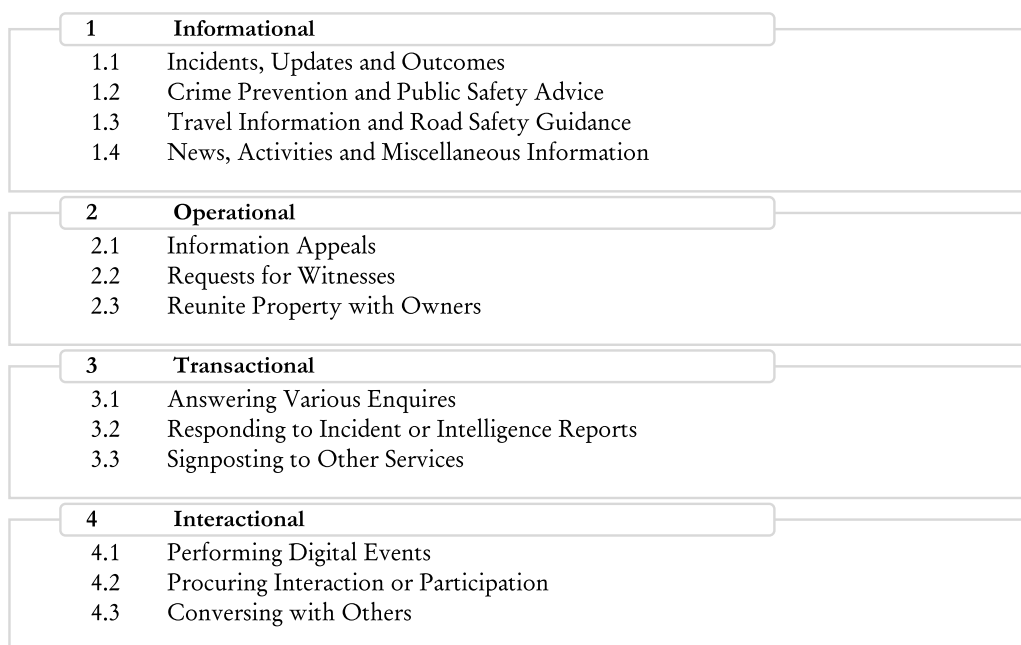 1 Informational
1.1 Incidents, Updates and Outcomes
1.2 Crime Prevention and Public Safety Advice
1.3 Travel Information and Road Safety Guidance
1.4 News, Activities and Miscellaneous Information
2 Operational
2.1 Information Appeals
2.2 Requests for Witnesses
2.3 Reunite Property with Owners
3 Transactional
3.1 Answering Various Enquires
3.2 Responding to Incident or Intelligence Reports
3.3 Signposting to Other Services
4 Interactional
4.1 Performing Digital Events
4.2 Procuring Interaction or Participation
4.3 Conversing with Others